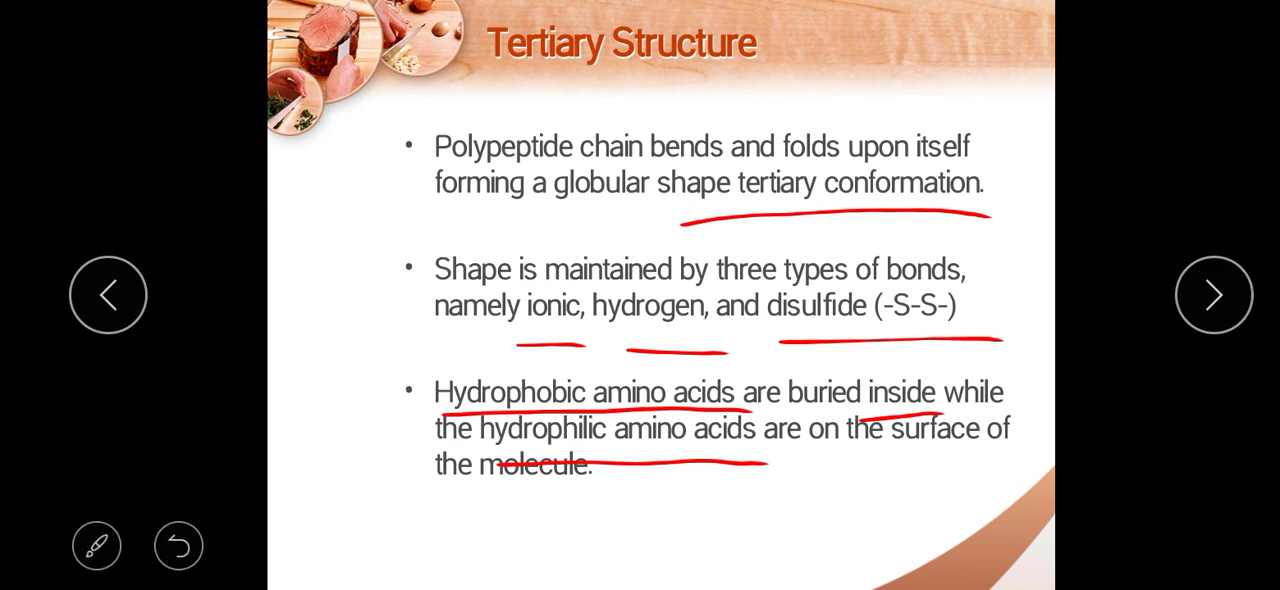 Tertiary Structure
• Polypeptide chain bends and folds upon itself
forming a globular shape tertiary conformation.
• Shape is maintained by three types of bonds,
namely ionic, hydrogen, and disulfide (-S-S-)
• Hydrophobic amino acids are buried inside while
the hydrophilic amino acids are on the surface of
the molecule.